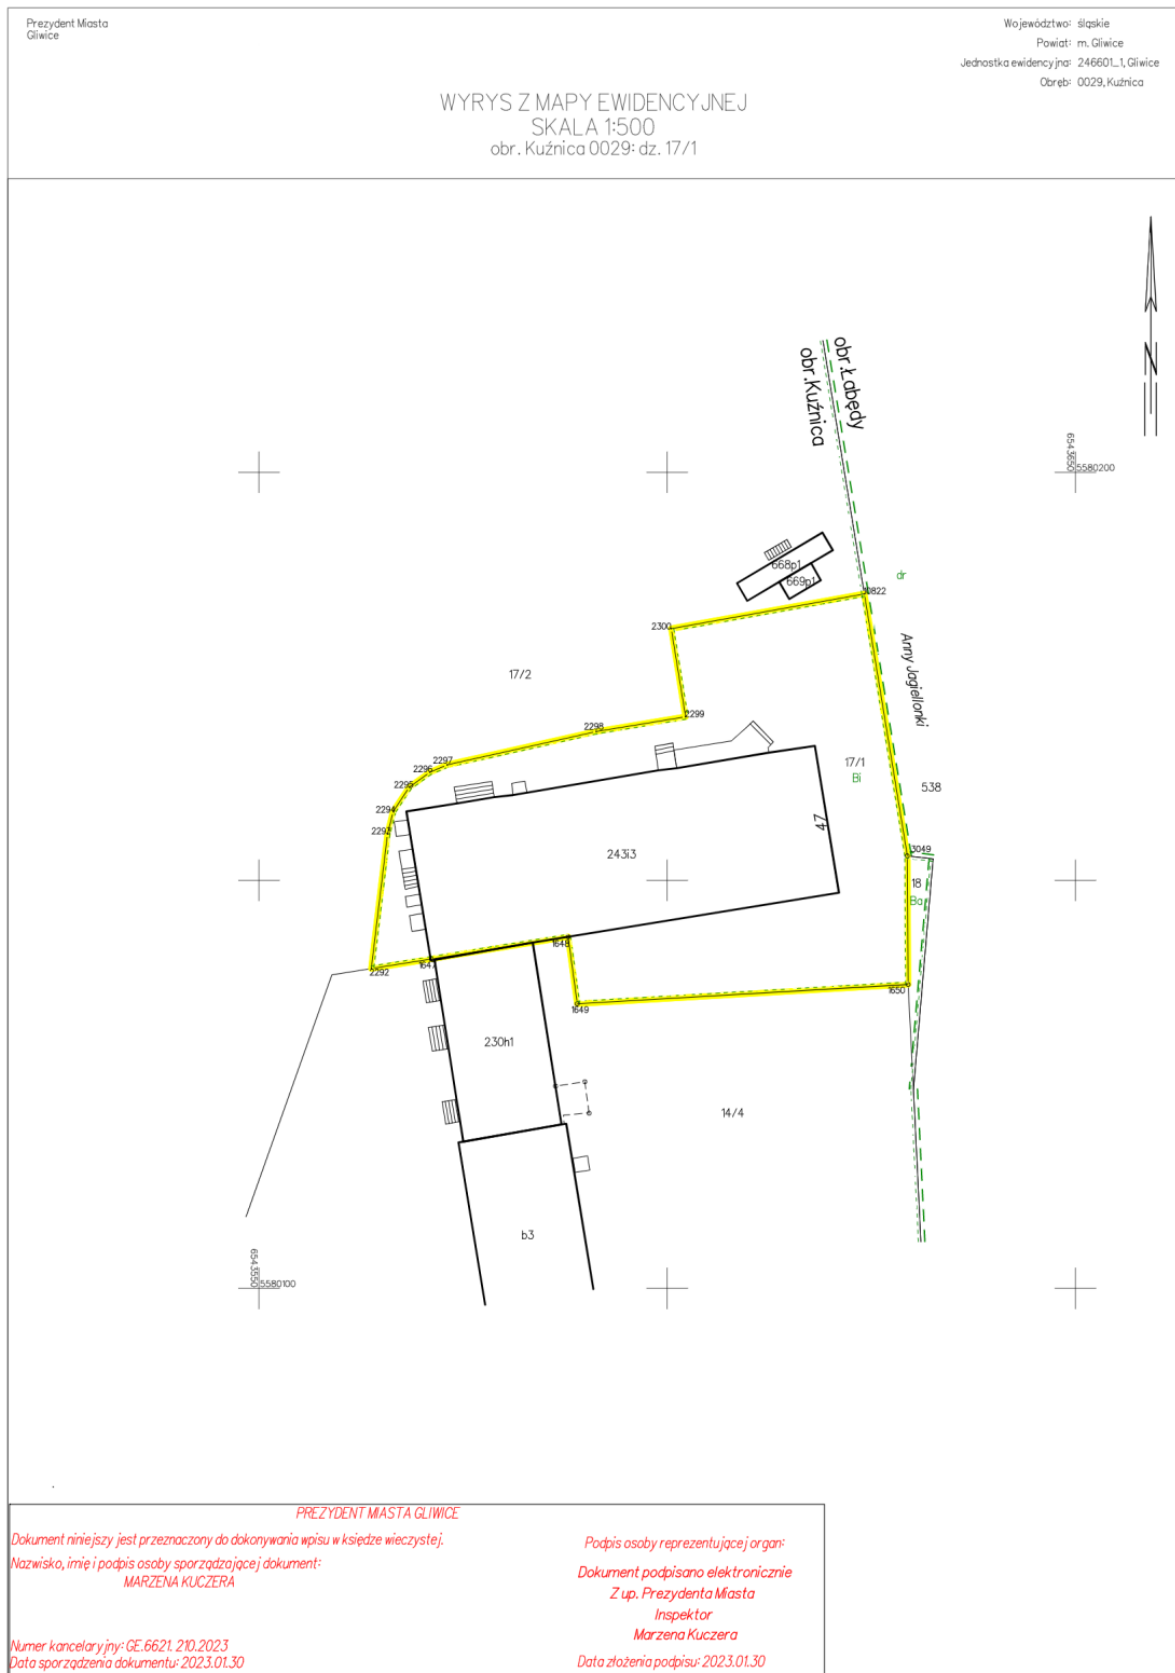 Prezydent Miasta
Gliwice
Województwo: śląskie
Powiat: m. Gliwice
Jednostka ewidencyjna: 246601_1, Gliwice
Obręb: 0029, Kuźnica
WYRYS Z MAPY EWIDENCYJNEJ
SKALA 1:500
obr. Kuźnica 0029: dz. 17/1
obr.Łabędy
obr.Kuźnica
6543650
5580200
668p1
669p1
dr
30822
2300
Anny Jagiellonki
17/2
2299
2298
2297
2296
2295
2294
2293
17/1
Bi
538
47
243i3
3049
18
Ba
1648
1647
2292
1650
1649
230h1
14/4
b3
6543550
5580100
PREZYDENT MIASTA GLIWICE
Dokument niniejszy jest przeznaczony do dokonywania wpisu w księdze wieczystej.
Nazwisko, imię i podpis osoby sporządzającej dokument:
MARZENA KUCZERA
Numer kancelaryjny: GE.6621. 210.2023
Data sporządzenia dokumentu: 2023.01.30
Podpis osoby reprezentującej organ:
Dokument podpisano elektronicznie
Z up. Prezydenta Miasta
Inspektor
Marzena Kuczera
Data złożenia podpisu: 2023.01.30